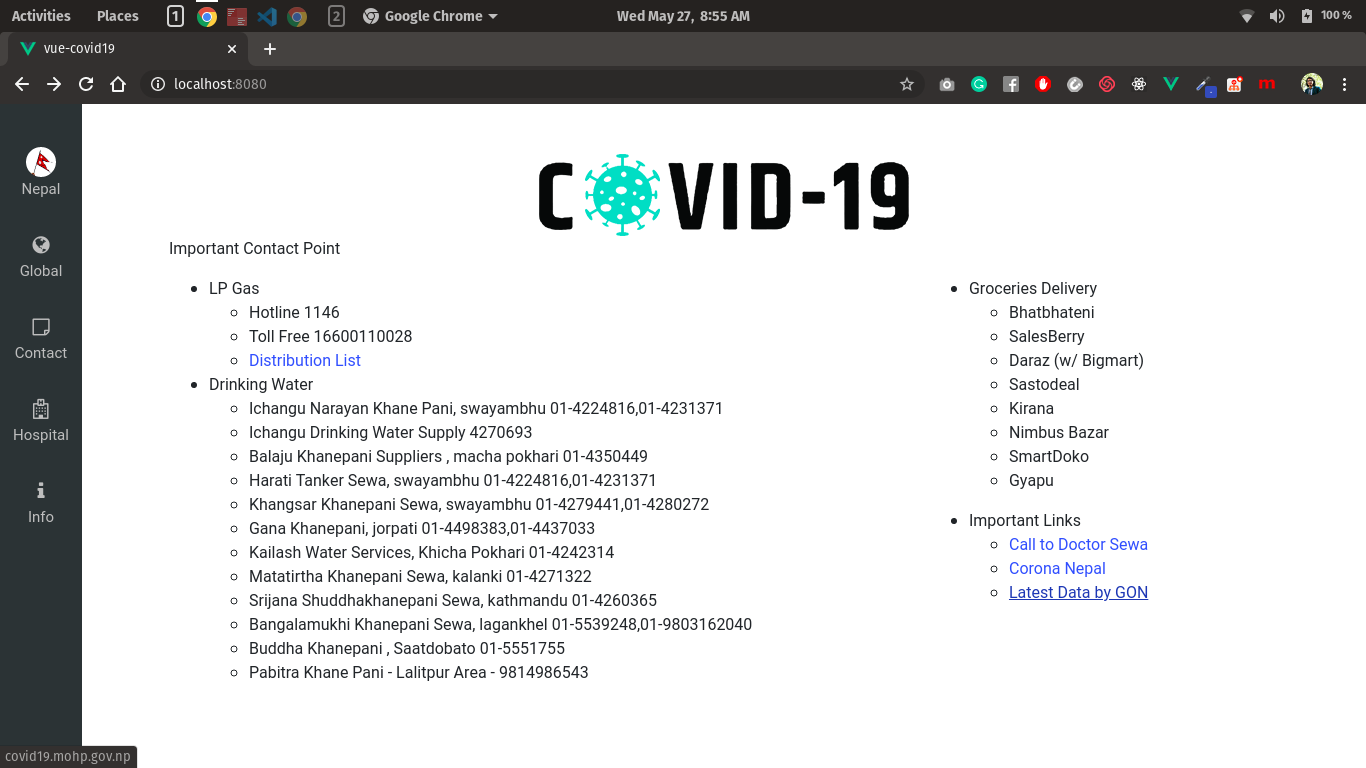 Activities Places 1 2 Google Chrome Wed May 27, 8:55 AM 100 %
vue-covid19
localhost:8080
Nepal
Global
Contact
Hospital
Info
COVID-19
Important Contact Point
LP Gas
Hotline 1146
Toll Free 16600110028
Distribution List
Drinking Water
Ichangu Narayan Khane Pani, swayambhu 01-4224816,01-4231371
Ichangu Drinking Water Supply 4270693
Balaju Khanepani Suppliers , macha pokhari 01-4350449
Harati Tanker Sewa, swayambhu 01-4224816,01-4231371
Khangsar Khanepani Sewa, swayambhu 01-4279441,01-4280272
Gana Khanepani, jorpati 01-4498383,01-4437033
Kailash Water Services, Khicha Pokhari 01-4242314
Matatirtha Khanepani Sewa, kalanki 01-4271322
Srijana Shuddhakhanepani Sewa, kathmandu 01-4260365
Bangalamukhi Khanepani Sewa, lagankhel 01-5539248,01-9803162040
Buddha Khanepani , Saatdobato 01-5551755
Pabitra Khane Pani - Lalitpur Area - 9814986543
Groceries Delivery
Bhatbhateni
SalesBerry
Daraz (w/ Bigmart)
Sastodeal
Kirana
Nimbus Bazar
SmartDoko
Gyapu
Important Links
Call to Doctor Sewa
Corona Nepal
Latest Data by GON
covid19.mohp.gov.np